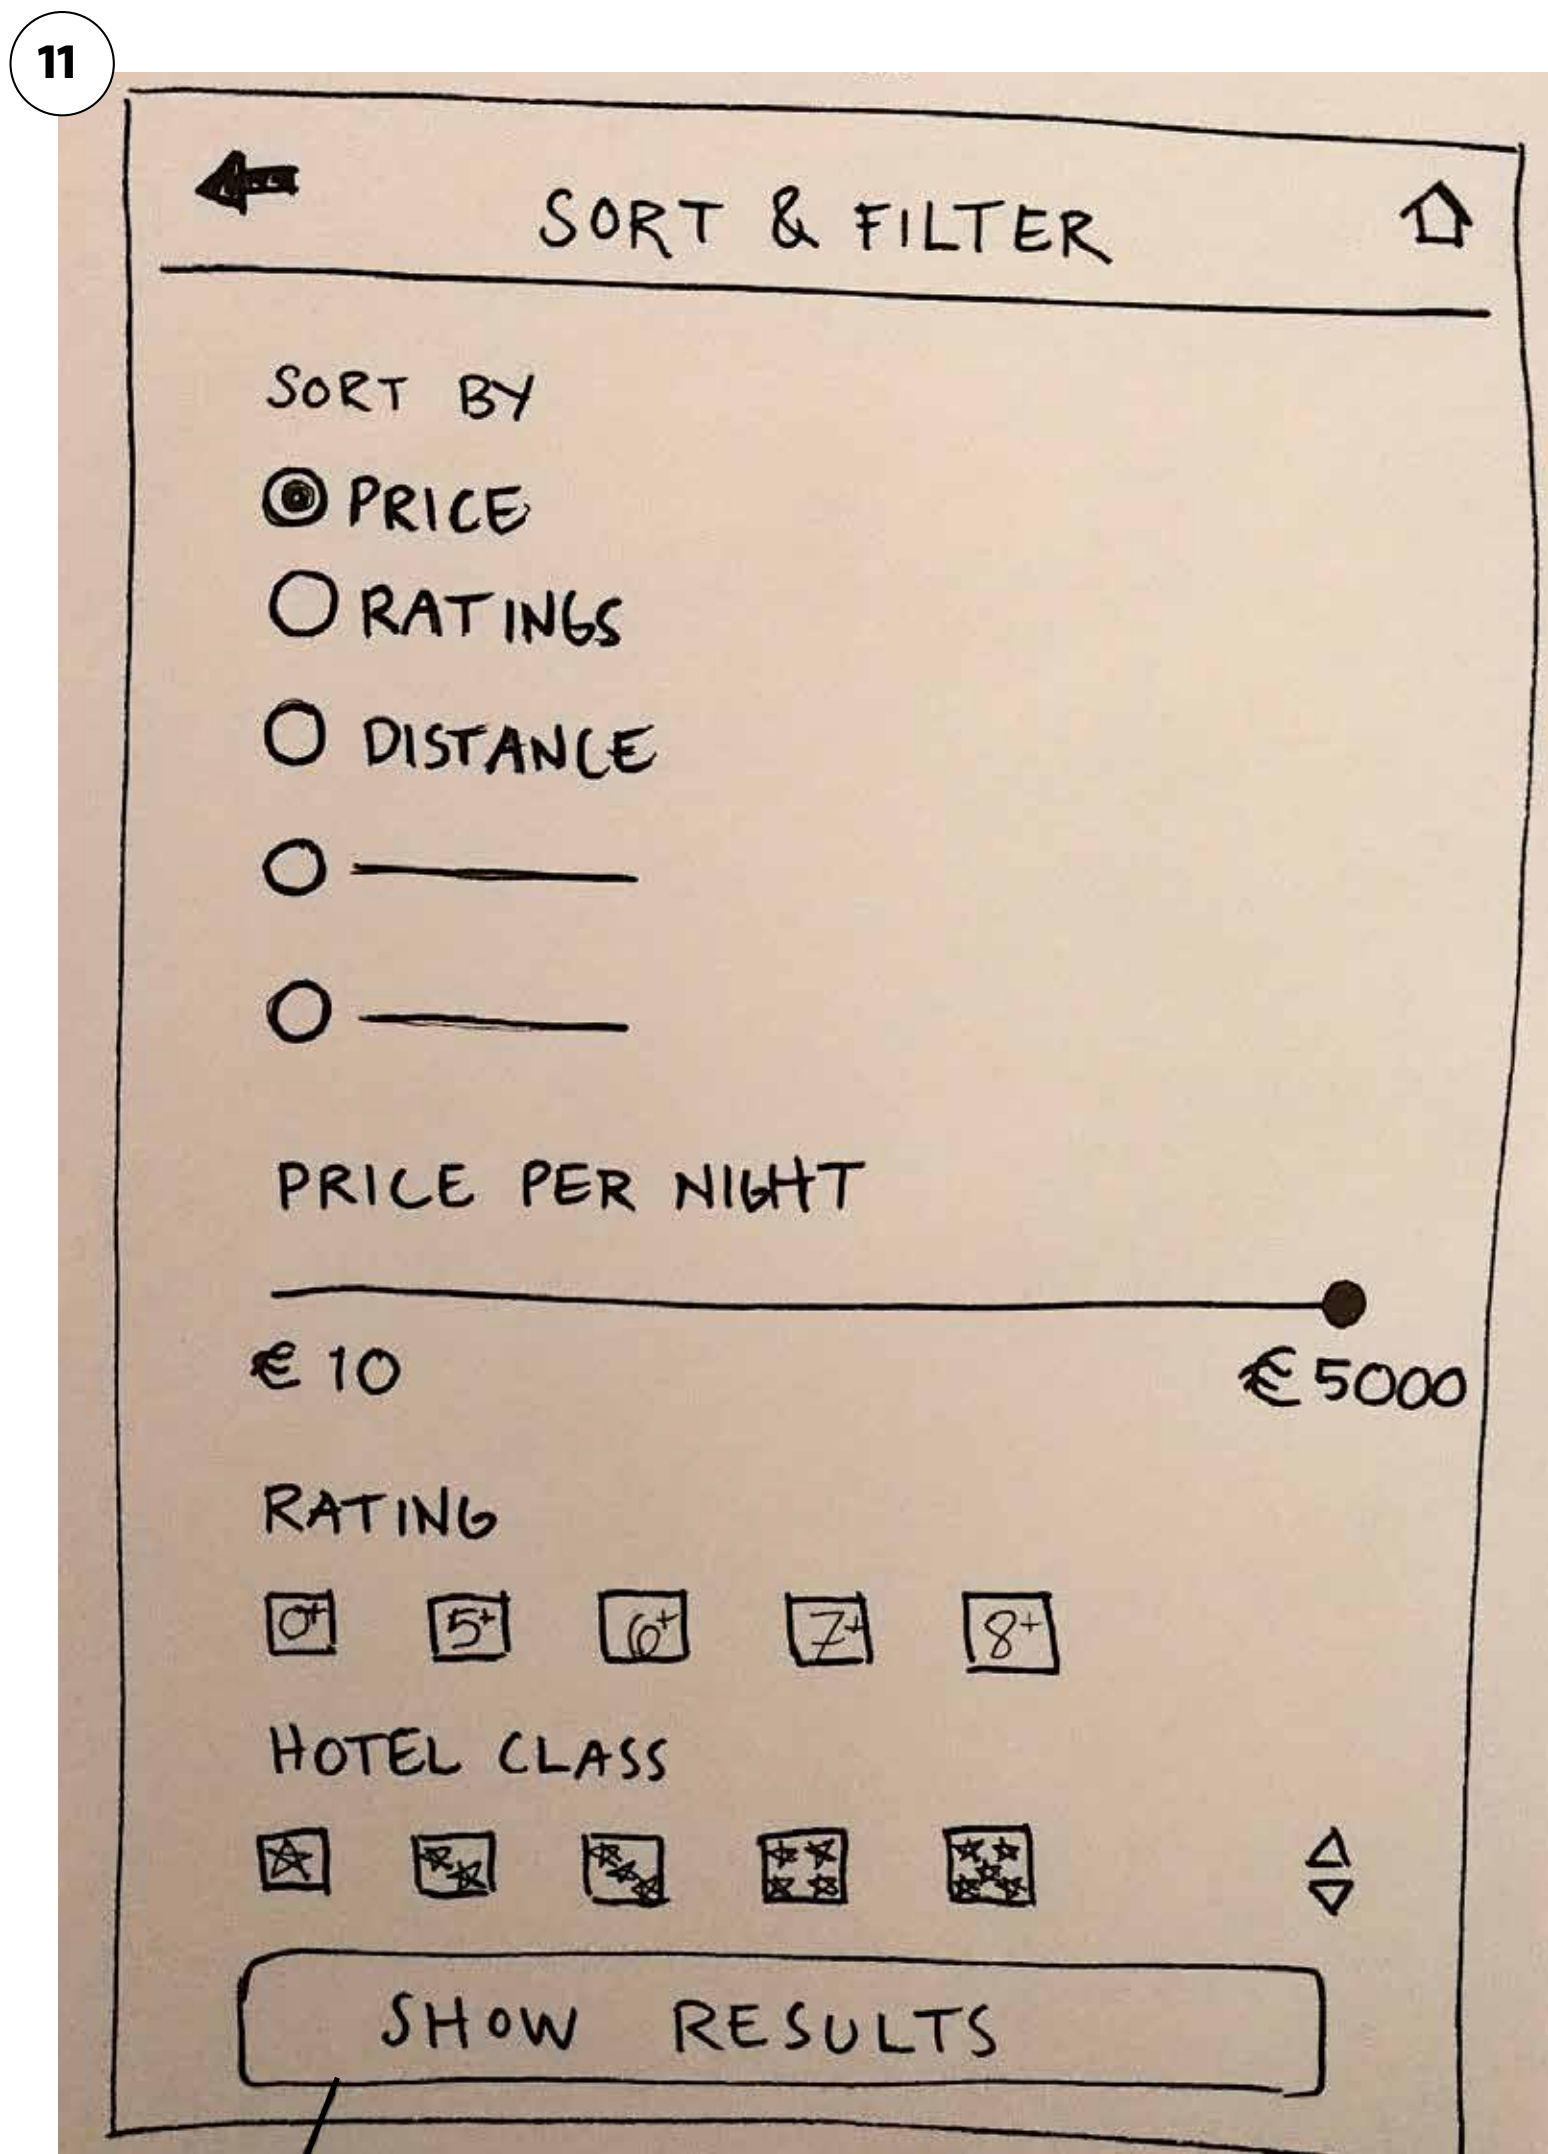 11
SORT & FILTER
SORT BY
PRICE
RATINGS
DISTANCE
PRICE PER NIGHT
€ 10 € 5000
RATING
0+ 5+ 6+ 7+ 8+
HOTEL CLASS
SHOW RESULTS